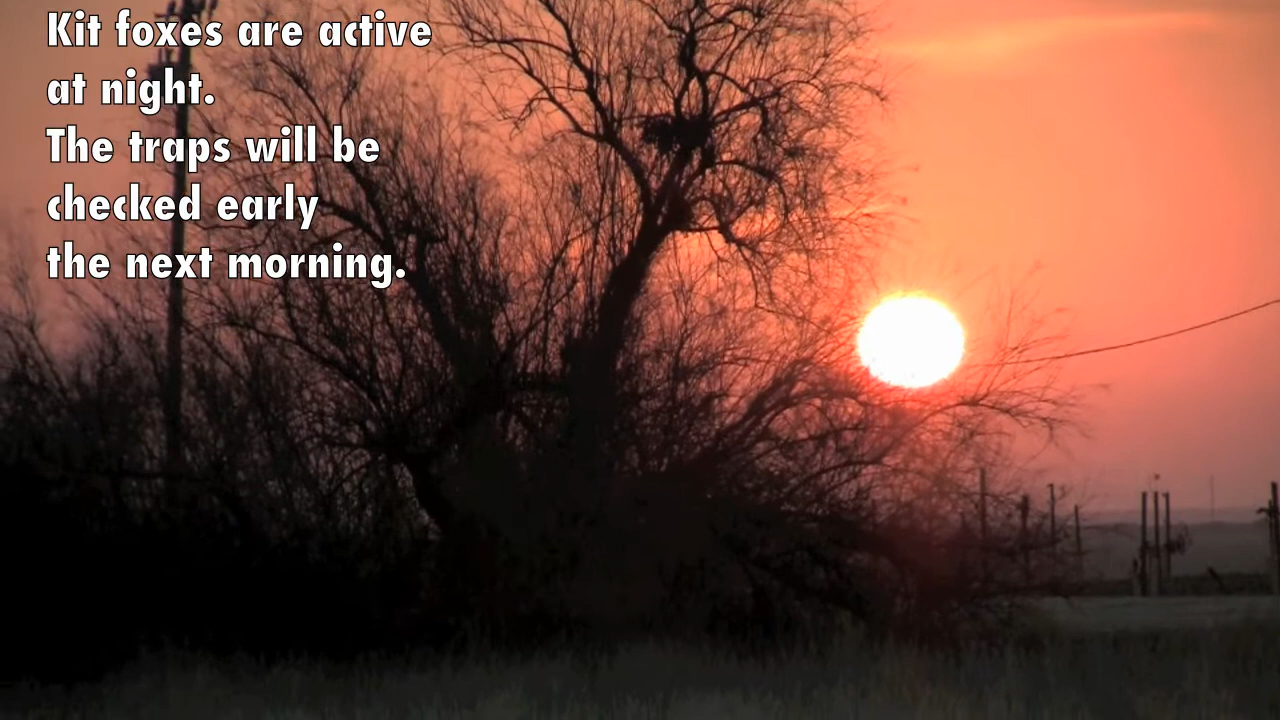 Kit foxes are active
at night.
The traps will be
checked early
the next morning.